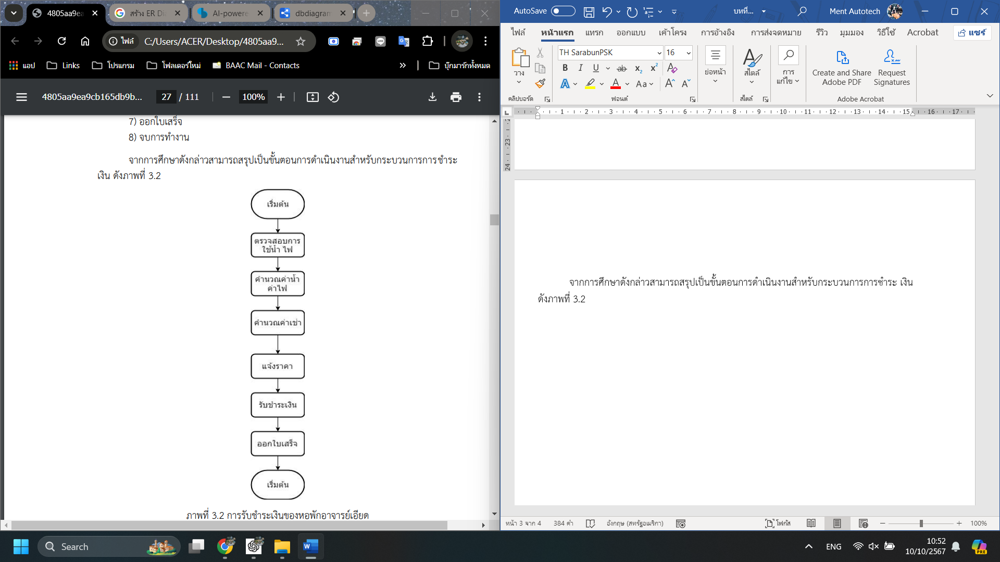 4805aa9ea
สร้าง ER Dia
AI-powere
dbdiagram
ไฟล์
C:/Users/ACER/Desktop/4805aa9...
แอป
Links
โปรแกรม
โฟลเดอร์ใหม่
BAAC Mail - Contacts
บุ๊กมาร์กทั้งหมด
4805aa9ea9cb165db9b...
27 / 111
100%
7) ออกใบเสร็จ
8) จบการทำงาน
จากการศึกษาดังกล่าวสามารถสรุปเป็นขั้นตอนการดำเนินงานสำหรับกระบวนการการชำระ
เงิน ดังภาพที่ 3.2
เริ่มต้น
ตรวจสอบการ
ใช้น้ำ ไฟ
คำนวณค่าน้ำ
ค่าไฟ
คำนวณค่าเช่า
แจ้งราคา
รับชำระเงิน
ออกใบเสร็จ
เริ่มต้น
ภาพที่ 3.2 การรับชำระเงินของหอพักอาจารย์เอียด
AutoSave
บทที่...
Ment Autotech
ไฟล์ หน้าแรก แทรก ออกแบบ เค้าโครง การอ้างอิง การส่งจดหมาย รีวิว มุมมอง วิธีใช้ Acrobat แชร์
TH SarabunPSK
16
B I U ab x2 x2
A A Aa A A
วาง
ย่อหน้า
สไตล์
การ
แก้ไข
Create and Share
Adobe PDF
Request
Signatures
คลิปบอร์ด
ฟอนต์
สไตล์
Adobe Acrobat
1 2 3 4 5 6 7 8 9 10 11 12 13 14 15 16 17
23
24
จากการศึกษาดังกล่าวสามารถสรุปเป็นขั้นตอนการดำเนินงานสำหรับกระบวนการการชำระ เงิน
ดังภาพที่ 3.2
หน้า 3 จาก 4
384 คำ
อังกฤษ (สหรัฐอเมริกา)
โฟกัส
100%
Search
ENG
10:52
10/10/2567
PRE